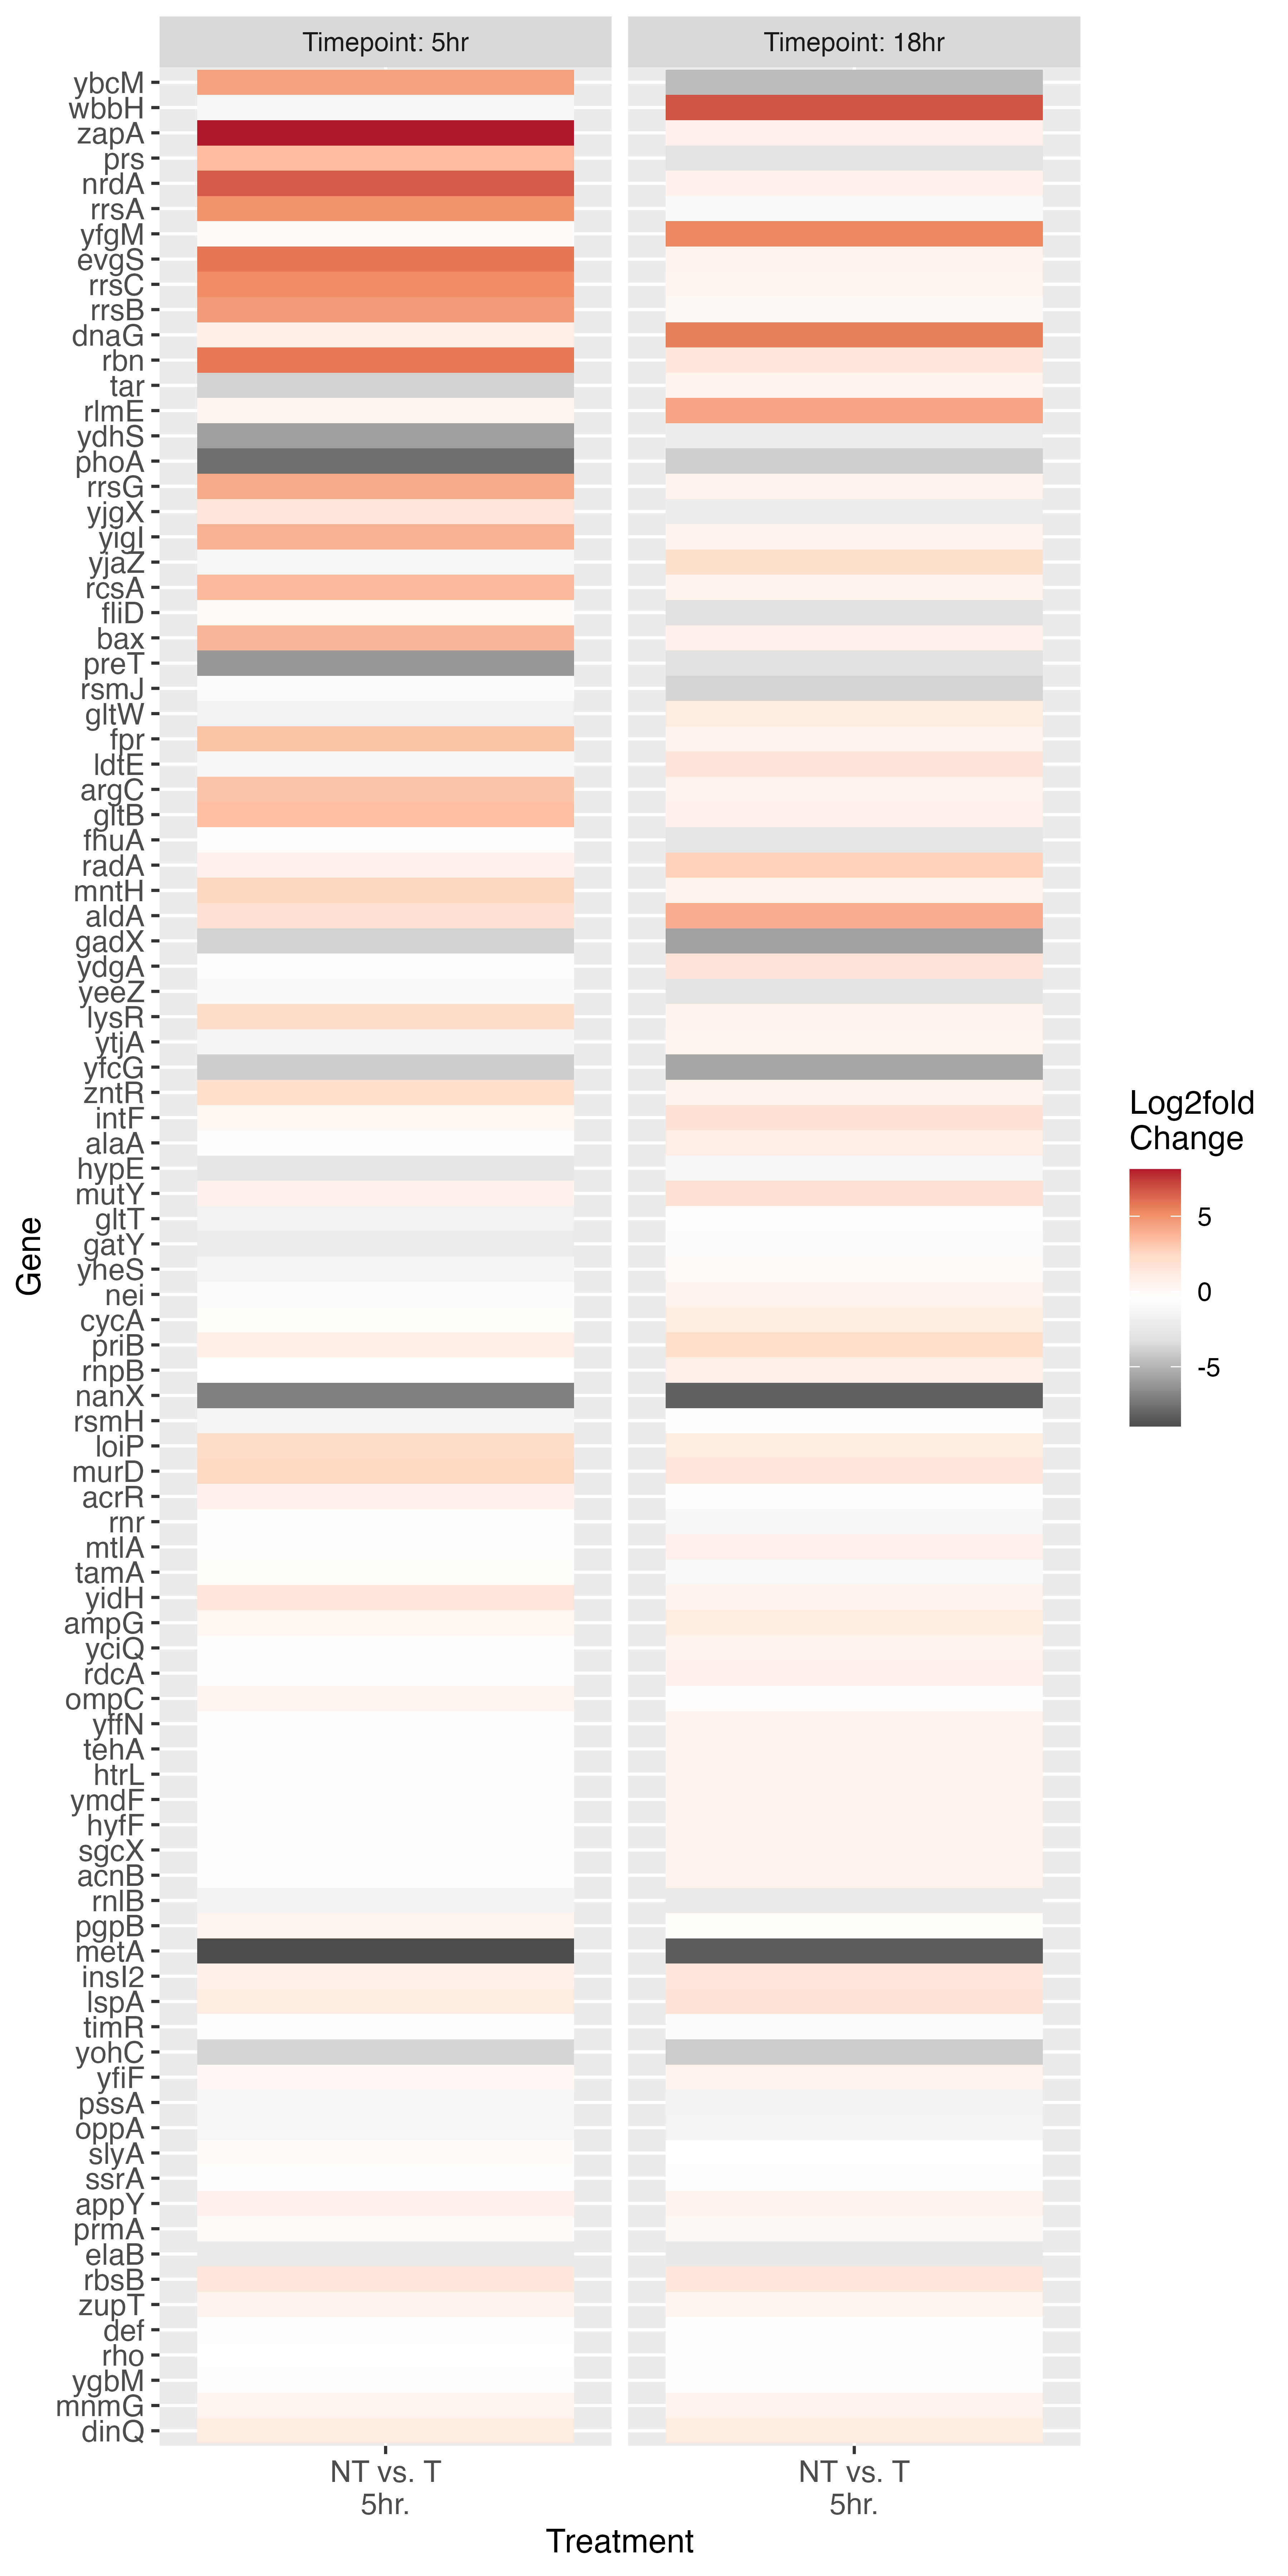 Timepoint: 5hr
Timepoint: 18hr
ybcM
wbbH
zapA
prs
nrdA
rrsA
yfgM
evgS
rrsC
rrsB
dnaG
rbn
tar
rlmE
ydhS
phoA
rrsG
yjgX
yigI
yjaZ
rcsA
fliD
bax
preT
rsmJ
gltW
fpr
ldtE
argC
gltB
fhuA
radA
mntH
aldA
gadX
ydgA
yeeZ
lysR
ytjA
yfcG
zntR
intF
alaA
hypE
mutY
gltT
gatY
yheS
nei
cycA
priB
rnpB
nanX
rsmH
loiP
murD
acrR
rnr
mtlA
tamA
yidH
ampG
yciQ
rdcA
ompC
yffN
tehA
htrL
ymdF
hyfF
sgcX
acnB
rnlB
pgpB
metA
insI2
lspA
timR
yohC
yfiF
pssA
oppA
slyA
ssrA
appY
prmA
elaB
rbsB
zupT
def
rho
ygbM
mnmG
dinQ
Gene
NT vs. T
5hr.
NT vs. T
5hr.
Treatment
Log2fold
Change
5
0
-5